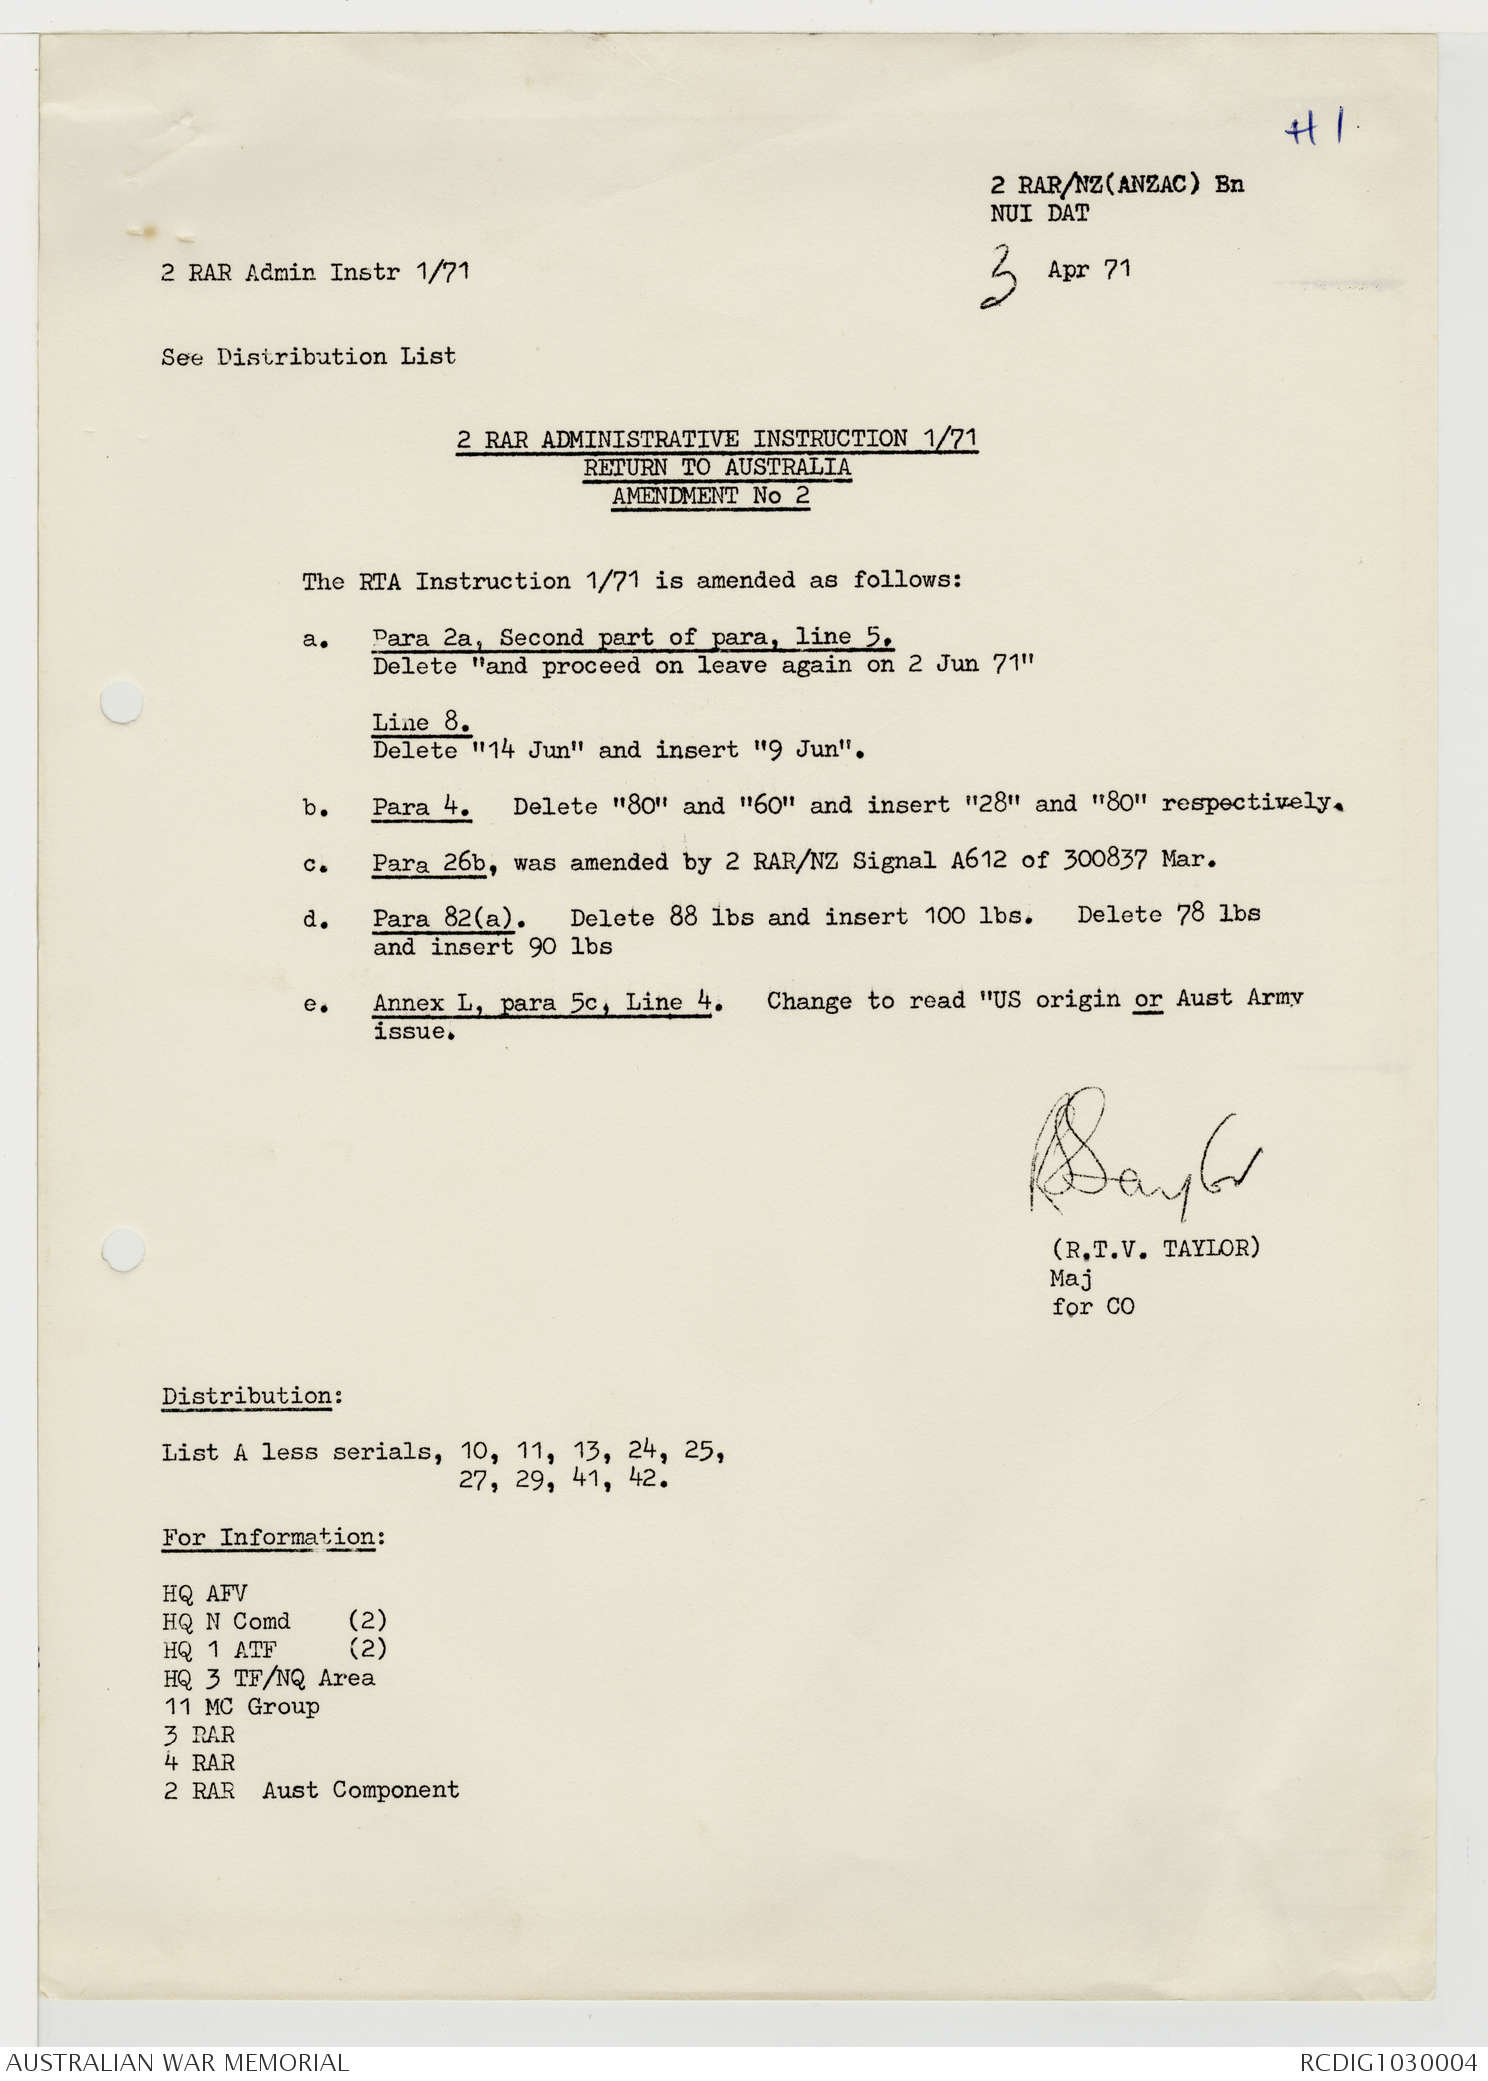 H 1
2 RAR/NZ(ANZAC) Bn
NUI DAT
3 Apr 71
2 RAR Admin Instr 1/71
See Distribution List
2 RAR ADMINISTRATIVE INSTRUCTION 1/71
RETURN TO AUSTRALIA
AMENDMENT No 2
The RTA Instruction 1/71 is amended as follows:
a. Para 2a, Second part of para, line 5.
Delete "and proceed on leave again on 2 Jun 71"
Line 8.
Delete "14 Jun" and insert "9 Jun".
b. Para 4. Delete "80" and "60" and insert "28" and "80" respectively.
c. Para 26b, was amended by 2 RAR/NZ Signal A612 of 300837 Mar.
d. Para 82(a). Delete 88 lbs and insert 100 lbs. Delete 78 lbs
and insert 90 lbs
e. Annex L, para 5c, Line 4. Change to read "US origin or Aust Army
issue.
(R.T.V. TAYLOR)
Maj
for CO
Distribution:
List A less serials, 10, 11, 13, 24, 25,
27, 29, 41, 42.
For Information:
HQ AFV
HQ N Comd (2)
HQ 1 ATF (2)
HQ 3 TF/NQ Area
11 MC Group
3 RAR
4 RAR
2 RAR Aust Component
AUSTRALIAN WAR MEMORIAL
RCDIG1030004